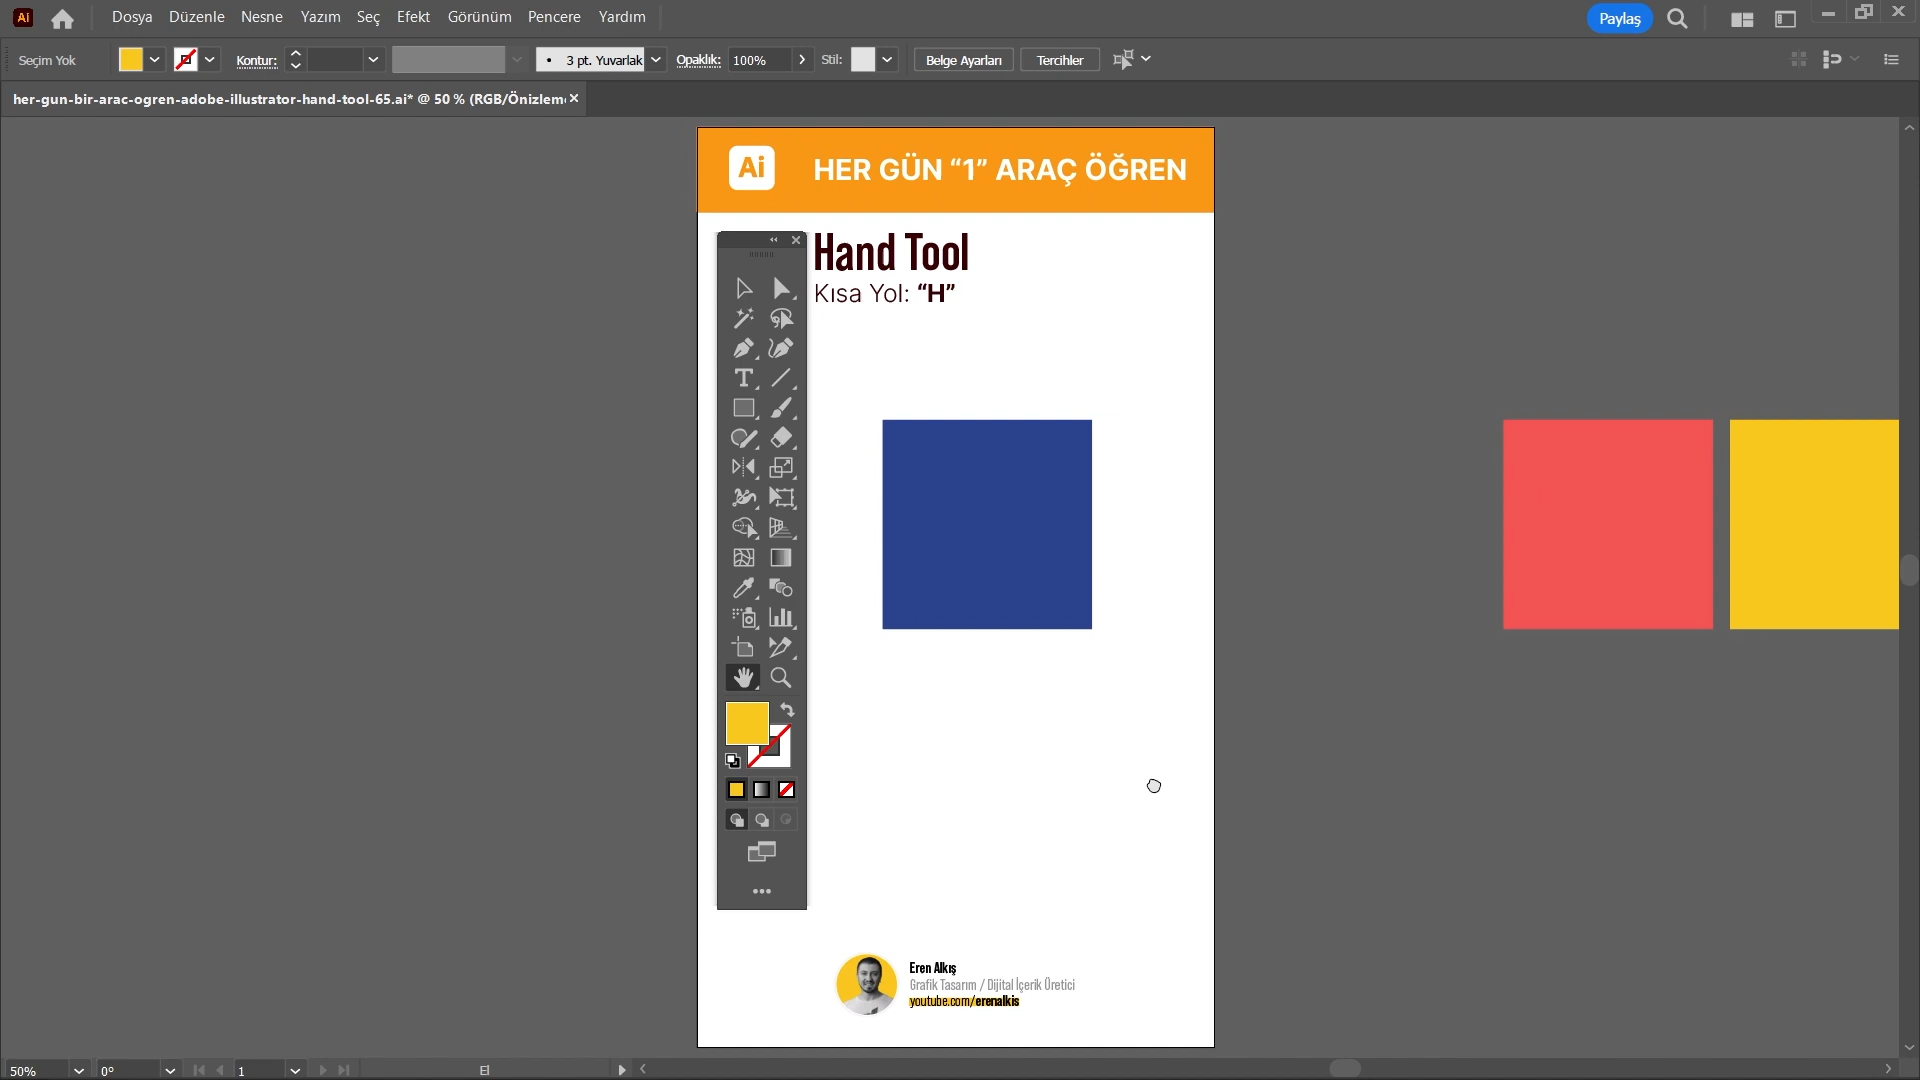 Ai
Dosya Düzenle Nesne Yazım Seç Efekt Görünüm Pencere Yardım
Paylaş
Seçim Yok
Kontur:
3 pt. Yuvarlak
Opaklık: 100%
Stil:
Belge Ayarları
Tercihler
her-gun-bir-arac-ogren-adobe-illustrator-hand-tool-65.ai* @ 50 % (RGB/Önizlem
Ai
HER GÜN “1” ARAÇ ÖĞREN
Hand Tool
Kısa Yol: “H”
Eren Alkış
Grafik Tasarım / Dijital İçerik Üretici
youtube.com/erenalkis
50%
0°
1
El